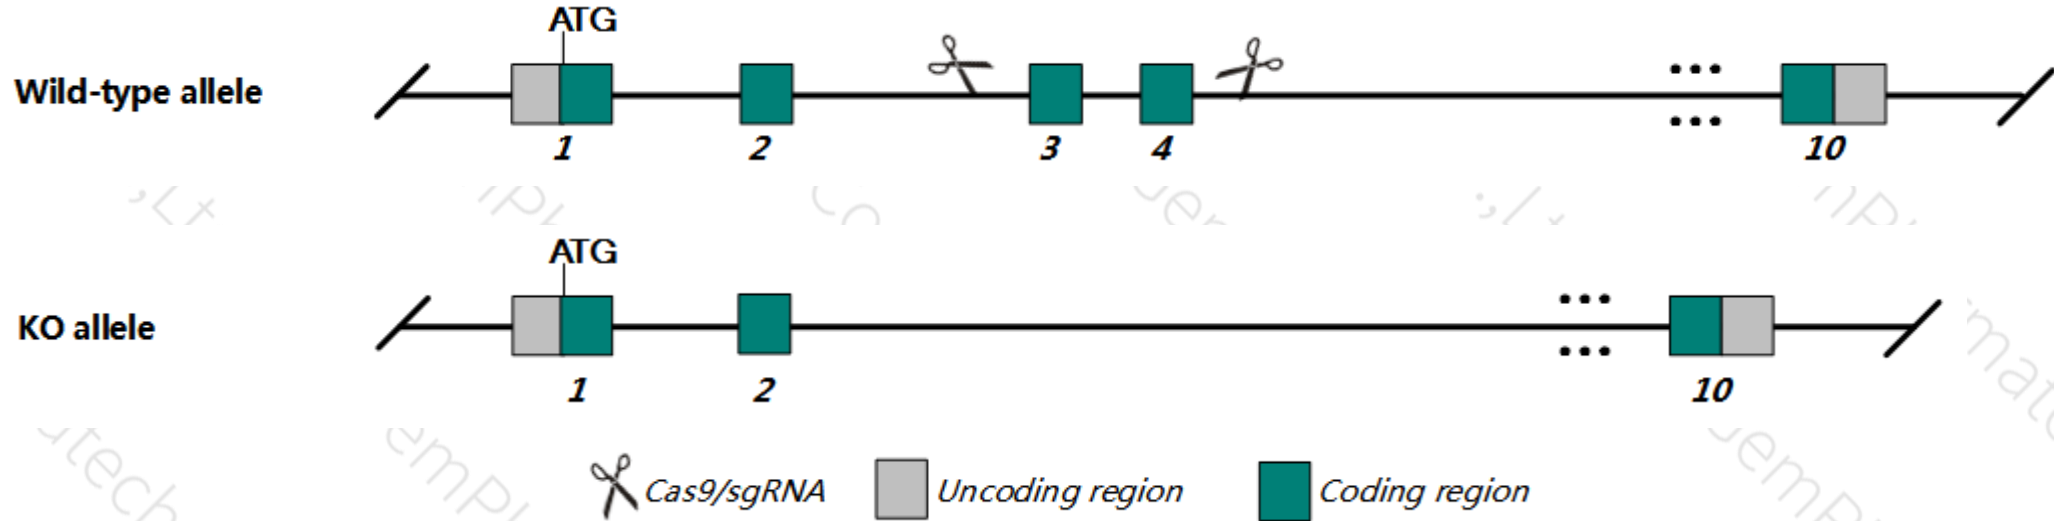 ATG
Wild-type allele
1 2 3 4 10
ATG
KO allele
1 2 10
Cas9/sgRNA Uncoding region Coding region